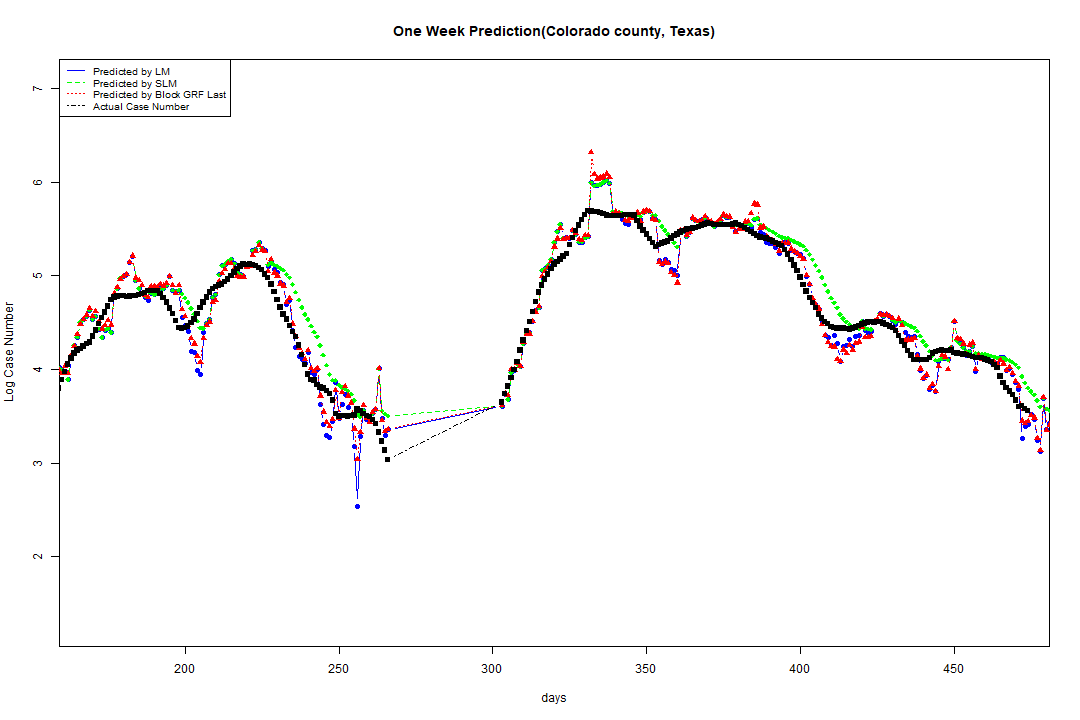 One Week Prediction(Colorado county, Texas)
Predicted by LM
Predicted by SLM
Predicted by Block GRF Last
Actual Case Number
7
6
5
4
3
2
Log Case Number
200 250 300 350 400 450
days